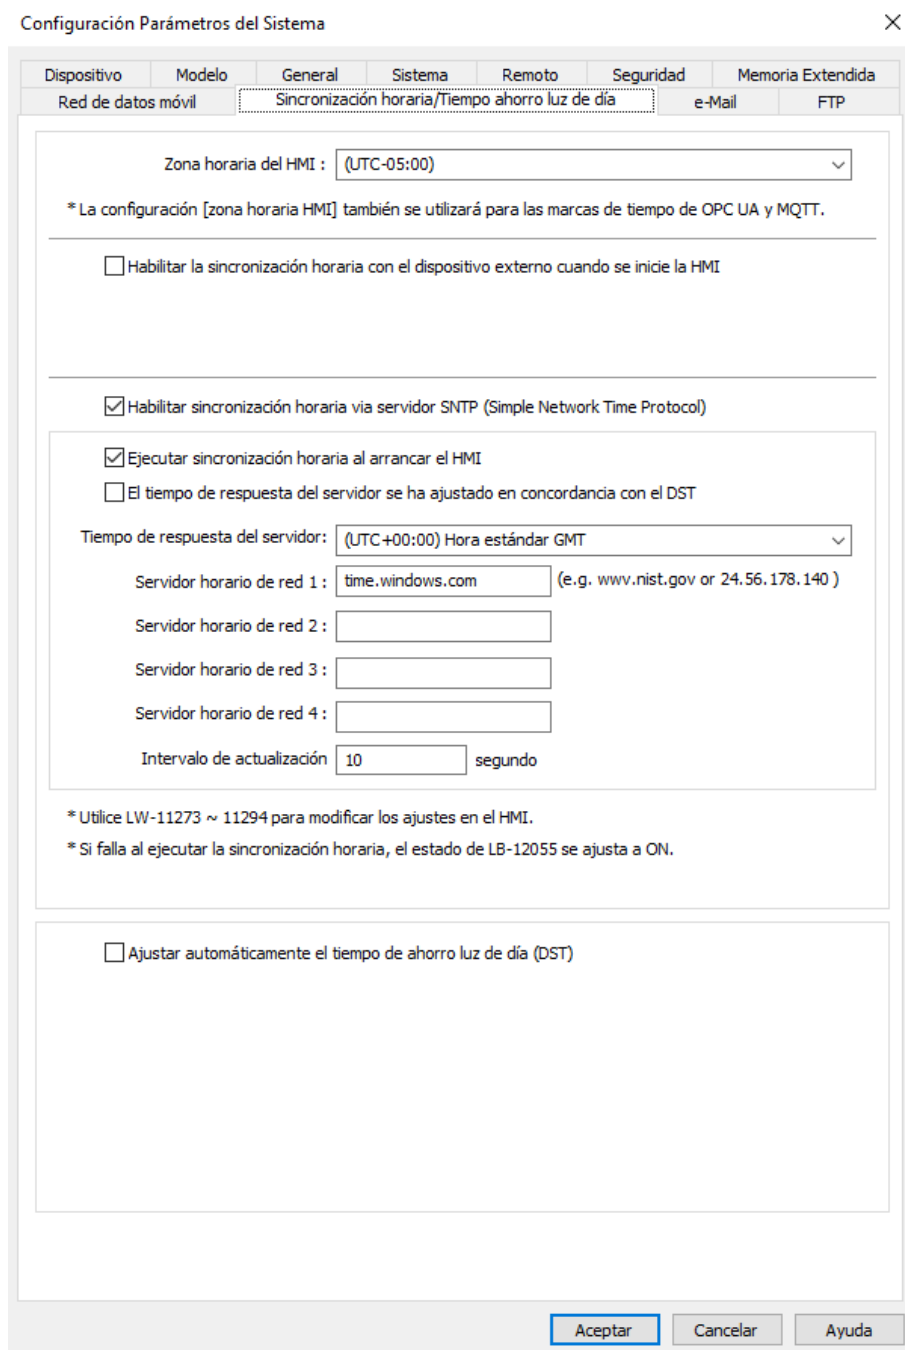 Configuración Parámetros del Sistema
Dispositivo Modelo General Sistema Remoto Seguridad Memoria Extendida
Red de datos móvil Sincronización horaria/Tiempo ahorro luz de día e-Mail FTP
Zona horaria del HMI : (UTC-05:00)
* La configuración [zona horaria HMI] también se utilizará para las marcas de tiempo de OPC UA y MQTT.
Habilitar la sincronización horaria con el dispositivo externo cuando se inicie la HMI
Habilitar sincronización horaria via servidor SNTP (Simple Network Time Protocol)
Ejecutar sincronización horaria al arrancar el HMI
El tiempo de respuesta del servidor se ha ajustado en concordancia con el DST
Tiempo de respuesta del servidor: (UTC+00:00) Hora estándar GMT
Servidor horario de red 1 : time.windows.com (e.g. wwv.nist.gov or 24.56.178.140 )
Servidor horario de red 2 :
Servidor horario de red 3 :
Servidor horario de red 4 :
Intervalo de actualización 10 segundo
* Utilice LW-11273 ~ 11294 para modificar los ajustes en el HMI.
* Si falla al ejecutar la sincronización horaria, el estado de LB-12055 se ajusta a ON.
Ajustar automáticamente el tiempo de ahorro luz de día (DST)
Aceptar Cancelar Ayuda